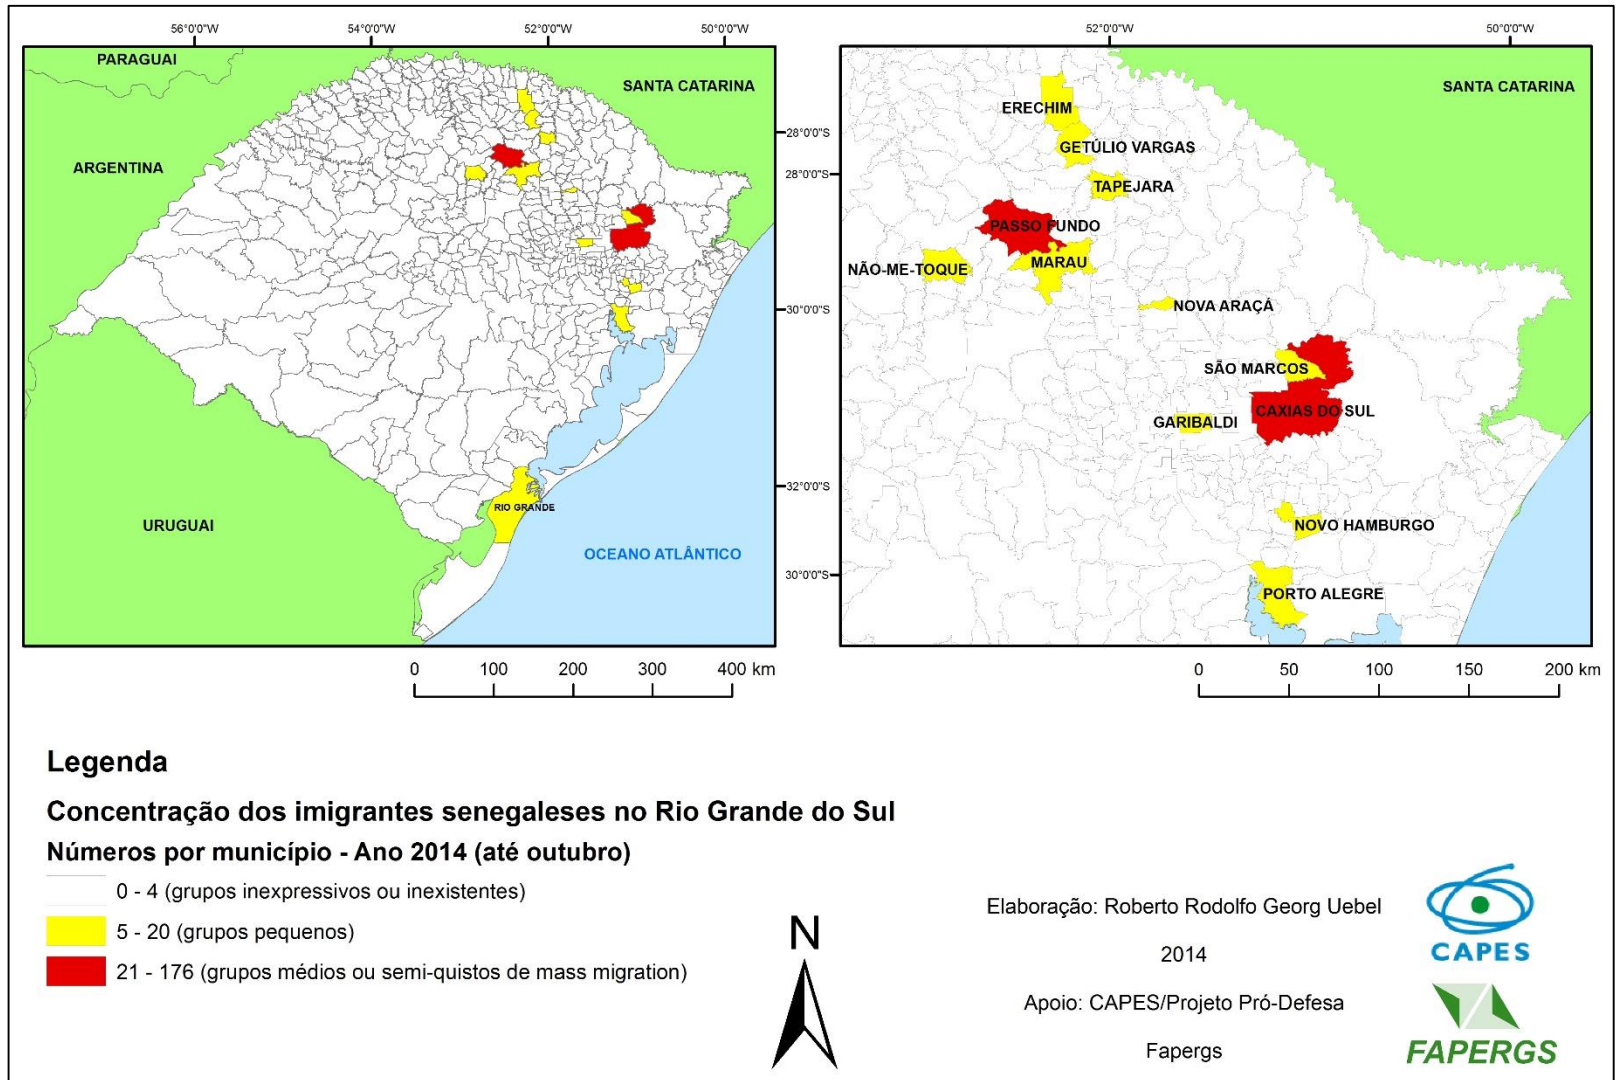 56°0'0"W
54°0'0"W
52°0'0"W
50°0'0"W
PARAGUAI
SANTA CATARINA
ARGENTINA
URUGUAI
RIO GRANDE
OCEANO ATLÂNTICO
28°0'0"S
30°0'0"S
32°0'0"S
0 100 200 300 400 km
52°0'0"W
50°0'0"W
SANTA CATARINA
ERECHIM
GETÚLIO VARGAS
TAPEJARA
PASSO FUNDO
MARAU
NÃO-ME-TOQUE
NOVA ARAÇÁ
SÃO MARCOS
CAXIAS DO SUL
GARIBALDI
NOVO HAMBURGO
PORTO ALEGRE
28°0'0"S
30°0'0"S
0 50 100 150 200 km
Legenda
Concentração dos imigrantes senegaleses no Rio Grande do Sul
Números por município - Ano 2014 (até outubro)
0 - 4 (grupos inexpressivos ou inexistentes)
5 - 20 (grupos pequenos)
21 - 176 (grupos médios ou semi-quistos de mass migration)
N
Elaboração: Roberto Rodolfo Georg Uebel
2014
Apoio: CAPES/Projeto Pró-Defesa
Fapergs
CAPES
FAPERGS